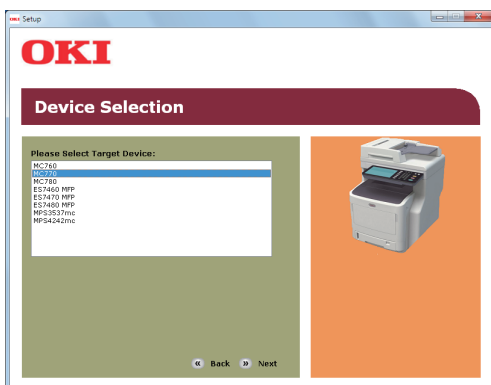 OKI Setup
OKI
Device Selection
Please Select Target Device:
MC760
MC770
MC780
ES7460 MFP
ES7470 MFP
ES7480 MFP
MPS3537mc
MPS4242mc
« Back » Next